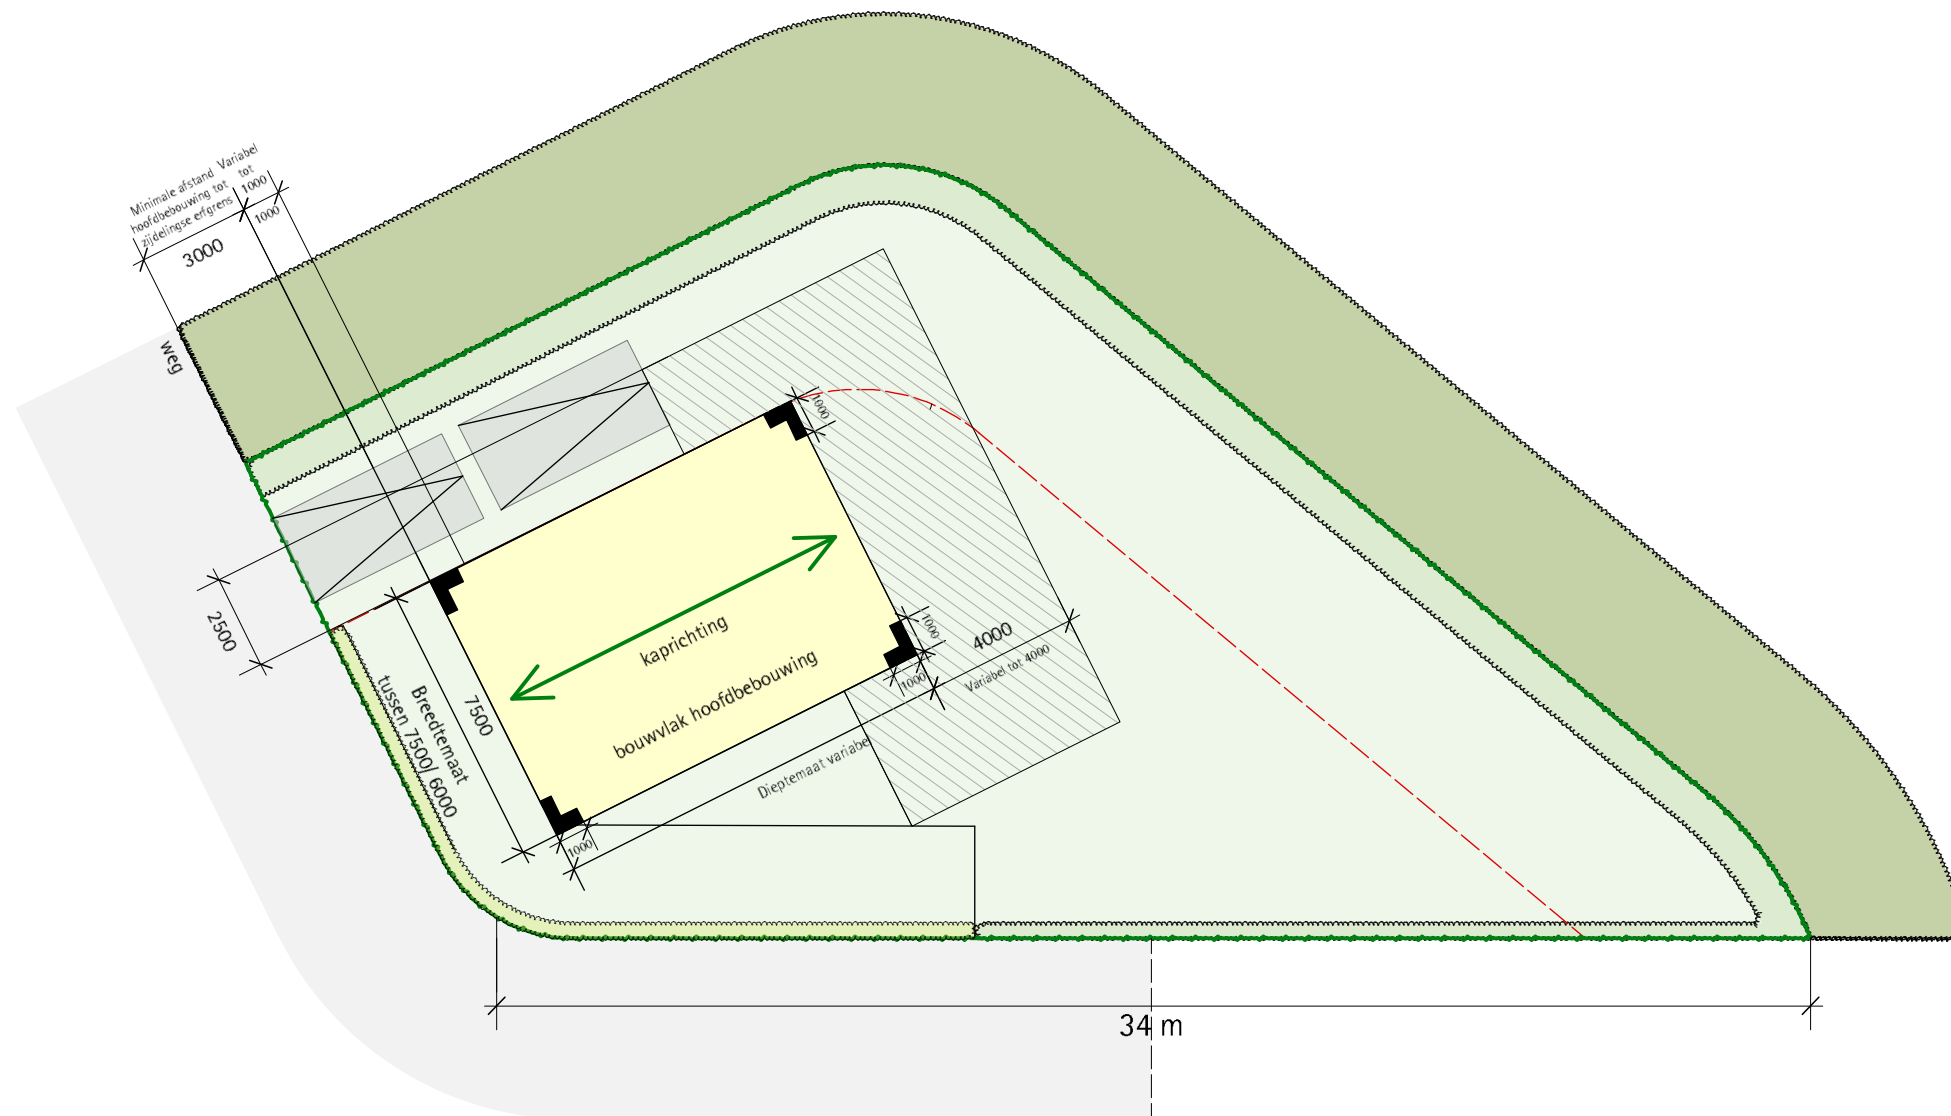 Minimale afstand
hoofdbebouwing tot
zijdelingse erfgrens
Variabel
tot
1000
1000
3000
weg
2500
1000
kaprichting
bouwvlak hoofdbebouwing
7500
Breedtemaat
tussen 7500/ 6000
1000
1000
4000
Variabel tot 4000
Dieptemaat variabe
1000
34 m